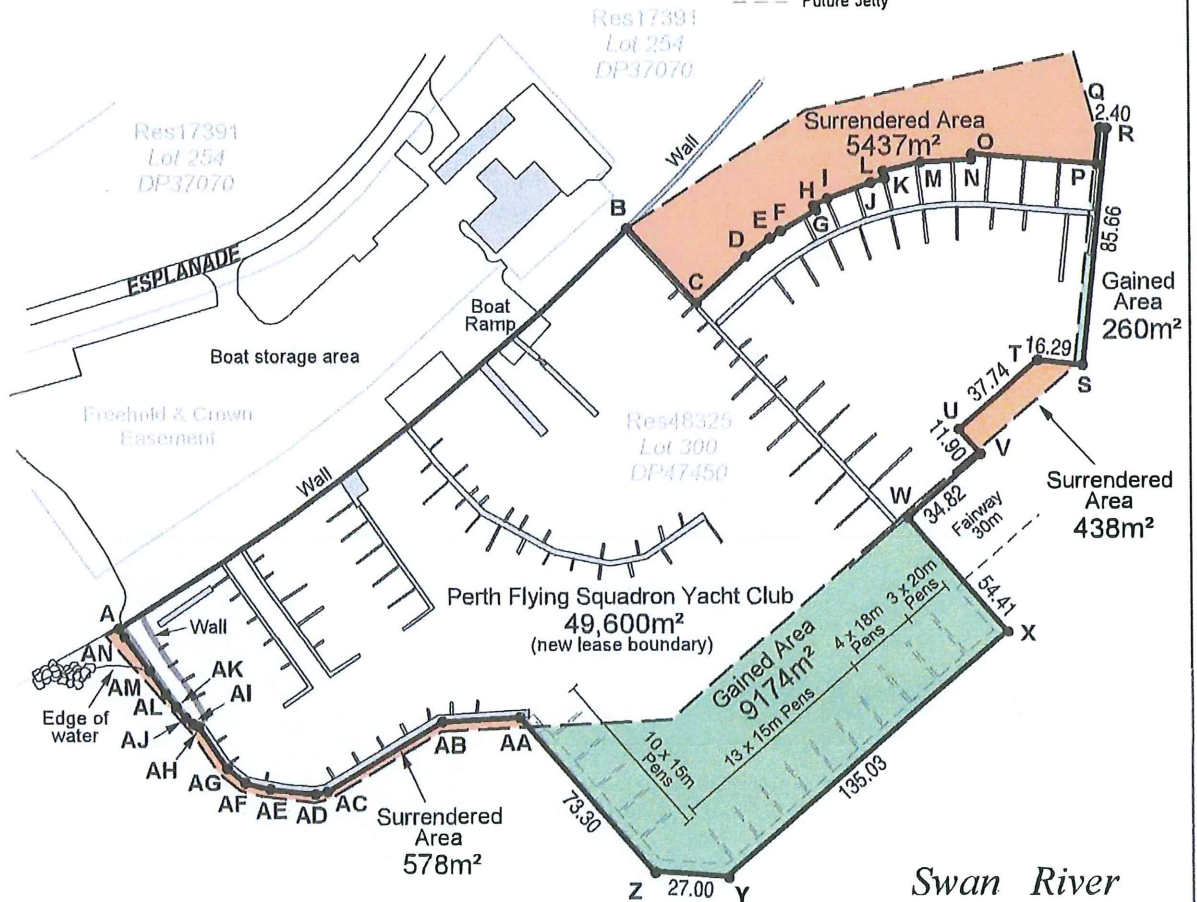 Future Jetty
Res17391
Lot 254
DP37070
Res17391
Lot 254
DP37070
Wall
Surrendered Area
5437m²
Q
2.40
R
O
L
I
H
K
M
N
P
J
G
F
E
D
B
C
85.66
ESPLANADE
Gained
Area
260m²
Boat
Ramp
Boat storage area
T
16.29
S
37.74
U
11.90
V
Freehold & Crown
Easement
Res48325
Lot 300
DP47450
Wall
W
34.82
Fairway
30m
Surrendered
Area
438m²
54.41
X
Perth Flying Squadron Yacht Club
49,600m²
(new lease boundary)
3 x 20m
Pens
4 x 18m
Pens
Gained Area
9174m²
13 x 15m Pens
10 x 15m
Pens
A
Wall
AN
AM
AK
AL
AI
Edge of
water
AJ
AH
AG
AF
AE
AD
AC
AB
AA
Surrendered
Area
578m²
73.30
135.03
Z
27.00
Y
Swan River